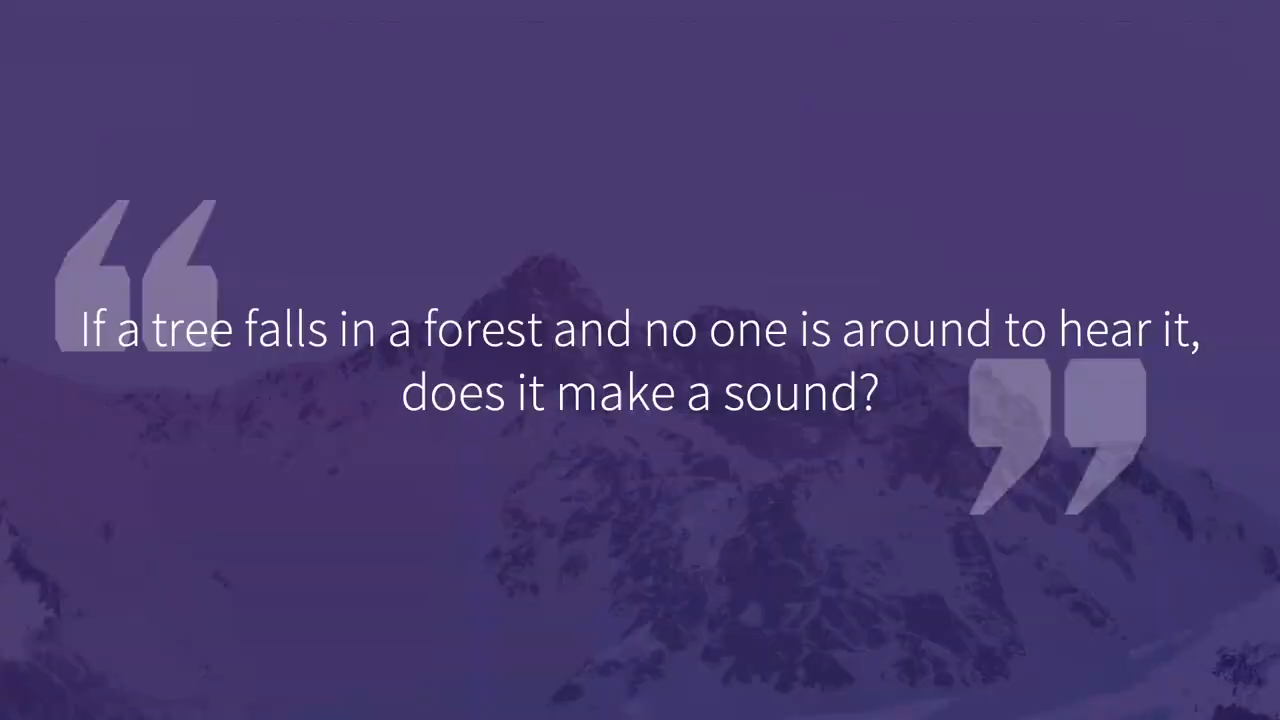 If a tree falls in a forest and no one is around to hear it,
does it make a sound?